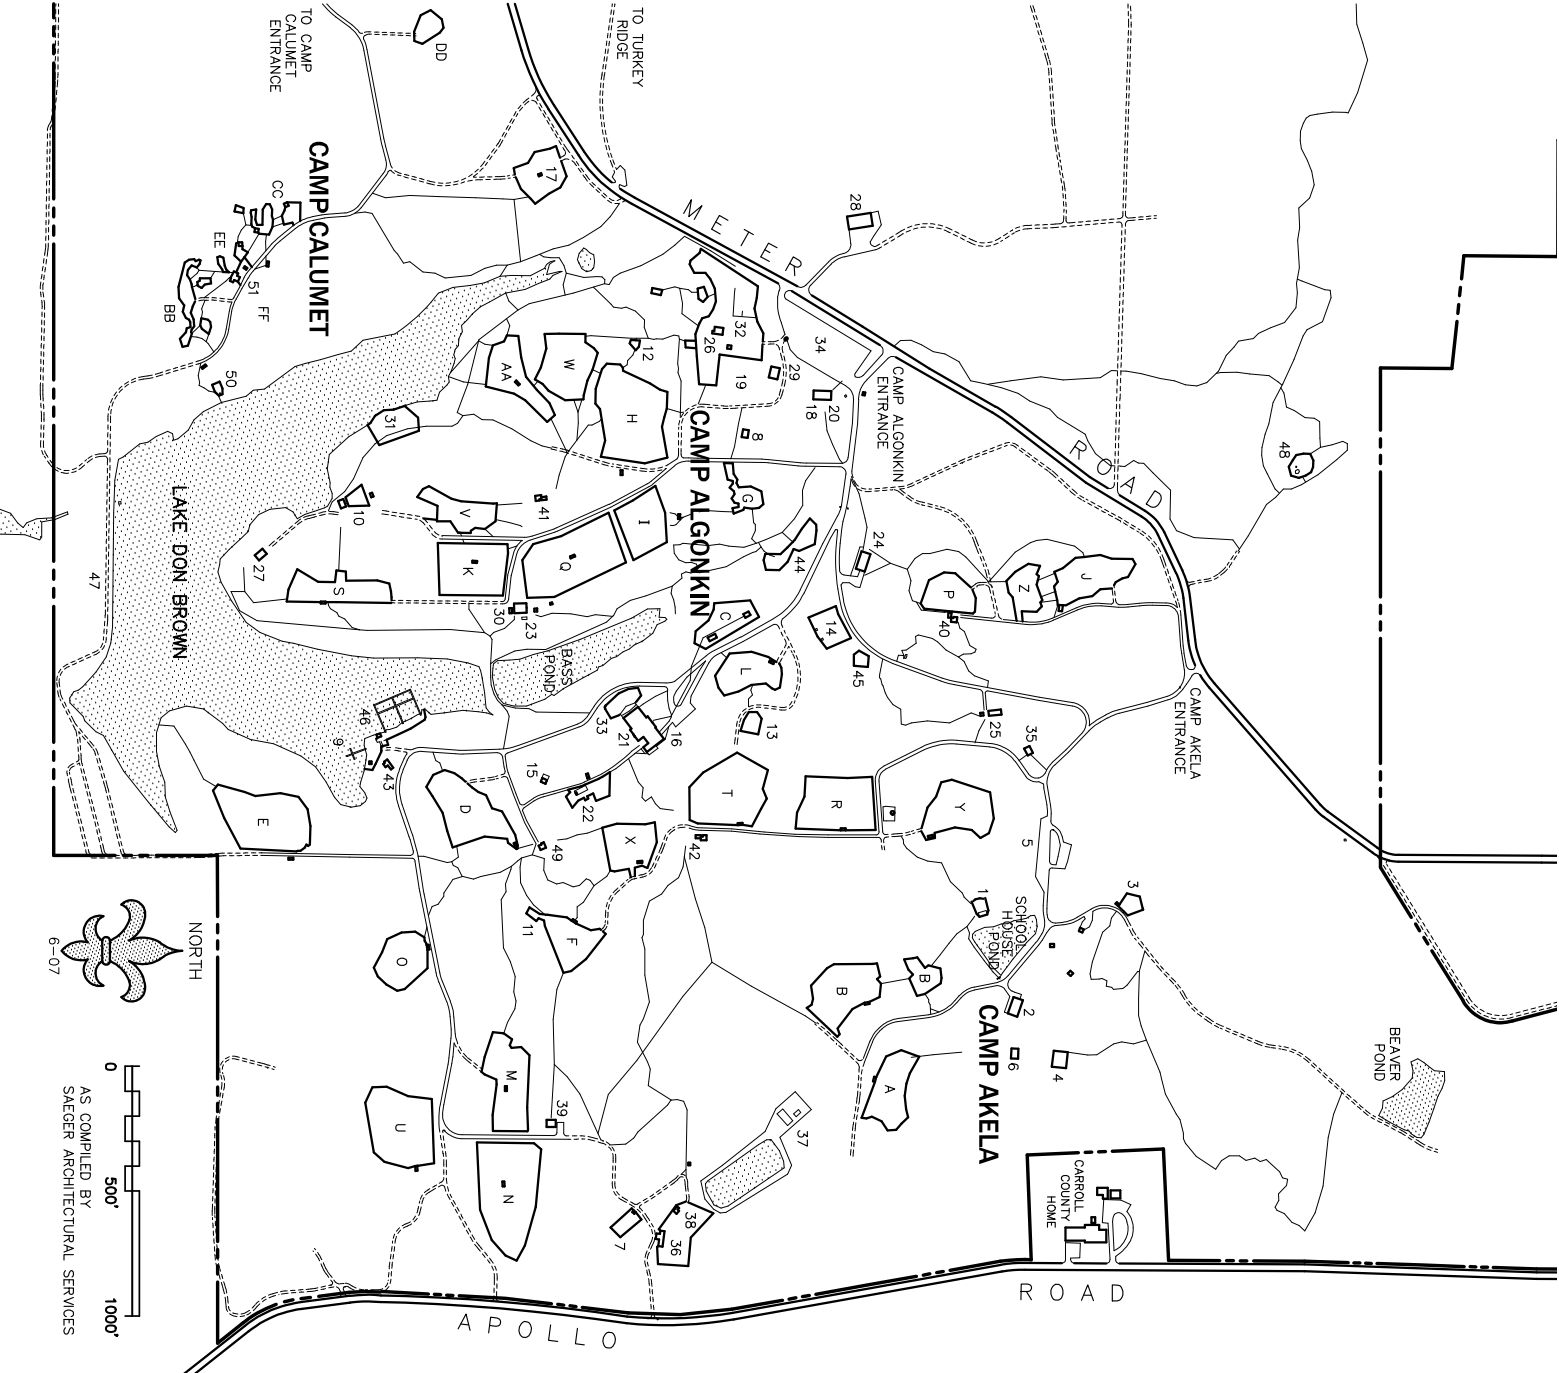 TO CAMP
CALUMET
ENTRANCE
DD
TO TURKEY
RIDGE
CAMP CALUMET
17
METER
ROAD
28
CC
EE
51
FF
BB
50
12
26
32
34
19
29
18
20
8
CAMP ALGONKIN
ENTRANCE
AA
W
H
31
CAMP ALGONKIN
48
G
10
V
41
I
K
Q
44
24
27
S
30
23
C
14
45
P
Z
J
40
47
LAKE DON BROWN
BASS
POND
L
13
33
21
16
25
35
CAMP AKELA
ENTRANCE
46
9
43
15
22
D
E
T
R
Y
X
42
49
5
1
3
SCHOOL
HOUSE
POND
11
F
O
B
B
2
6
4
CAMP AKELA
A
M
39
U
N
37
38
36
7
BEAVER
POND
CARROLL
COUNTY
HOME
ROAD
APOLLO
NORTH
6-07
0
500'
1000'
AS COMPILED BY
SAEGER ARCHITECTURAL SERVICES